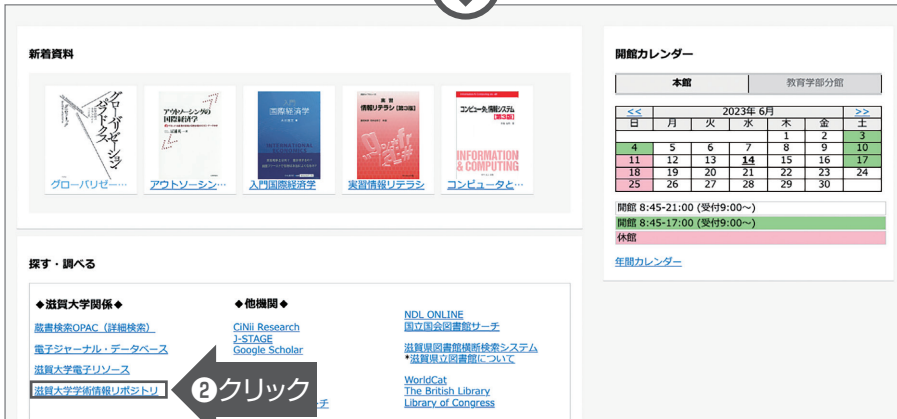 新着資料
グローバリゼーション
パラドクス
アウトソーシングの
国際経済学
入門
国際経済学
INTERNATIONAL
ECONOMICS
実習
情報リテラシ [第3版]
コンピュータと情報システム
[第3版]
INFORMATION
& COMPUTING
グローバリゼ…
アウトソーシン…
入門国際経済学
実習情報リテラシ
コンピュータと…
開館カレンダー
本館 教育学部分館
<< 2023年 6月 >>
日 月 火 水 木 金 土
1 2 3
4 5 6 7 8 9 10
11 12 13 14 15 16 17
18 19 20 21 22 23 24
25 26 27 28 29 30
開館 8:45-21:00 (受付9:00〜)
開館 8:45-17:00 (受付9:00〜)
休館
年間カレンダー
探す・調べる
◆滋賀大学関係◆
蔵書検索OPAC（詳細検索）
電子ジャーナル・データベース
滋賀大学電子リソース
滋賀大学学術情報リポジトリ
❷クリック
◆他機関◆
CiNii Research
J-STAGE
Google Scholar
ーチ
NDL ONLINE
国立国会図書館サーチ
滋賀県図書館横断検索システム
*滋賀県立図書館について
WorldCat
The British Library
Library of Congress